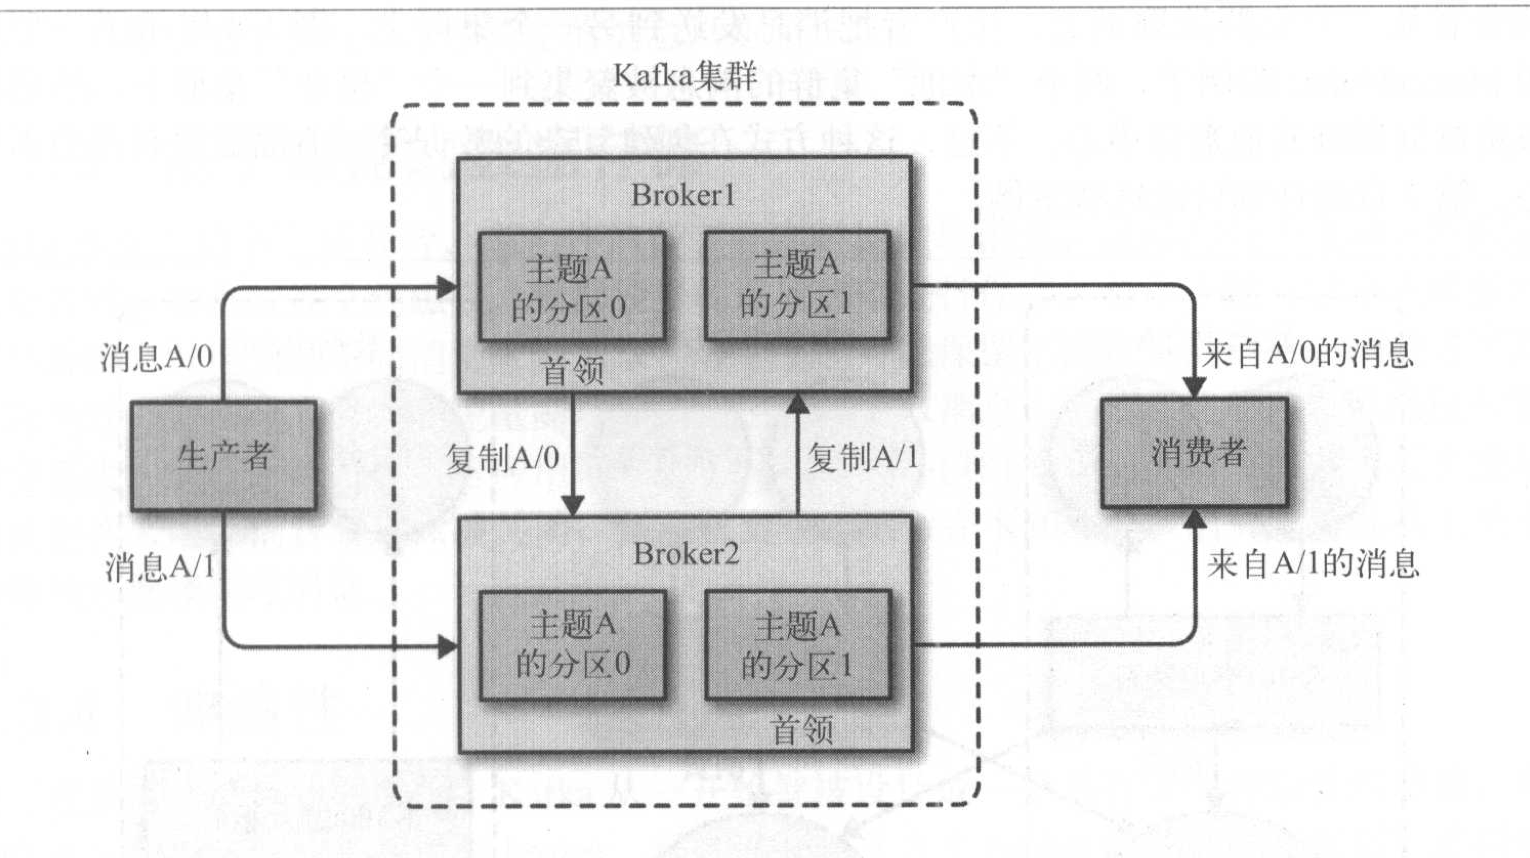 Kafka集群
Broker1
主题A
的分区0
主题A
的分区1
首领
消息A/0
来自A/0的消息
生产者
复制A/0
复制A/1
消费者
消息A/1
来自A/1的消息
Broker2
主题A
的分区0
主题A
的分区1
首领